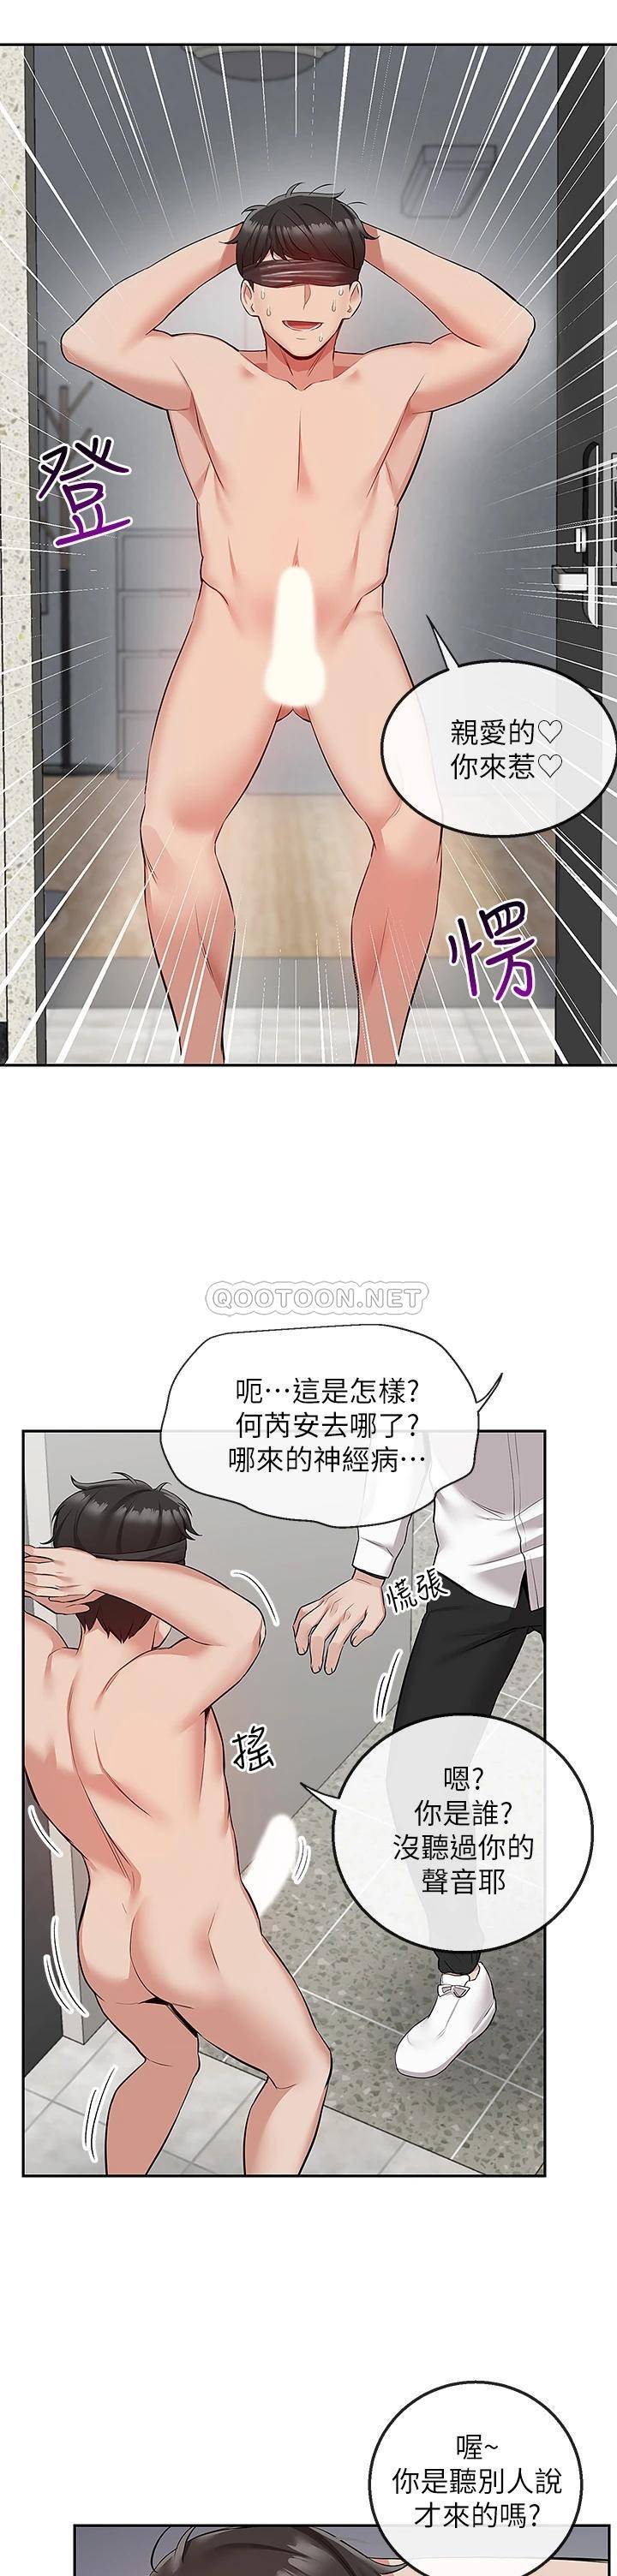 登
親愛的♡
你來惹♡
愣
QOOTOON.NET
呃⋯這是怎樣?
何芮安去哪了?
哪來的神經病⋯
慌張
搖
嗯?
你是誰?
沒聽過你的
聲音耶
喔~
你是聽別人說
才來的嗎?